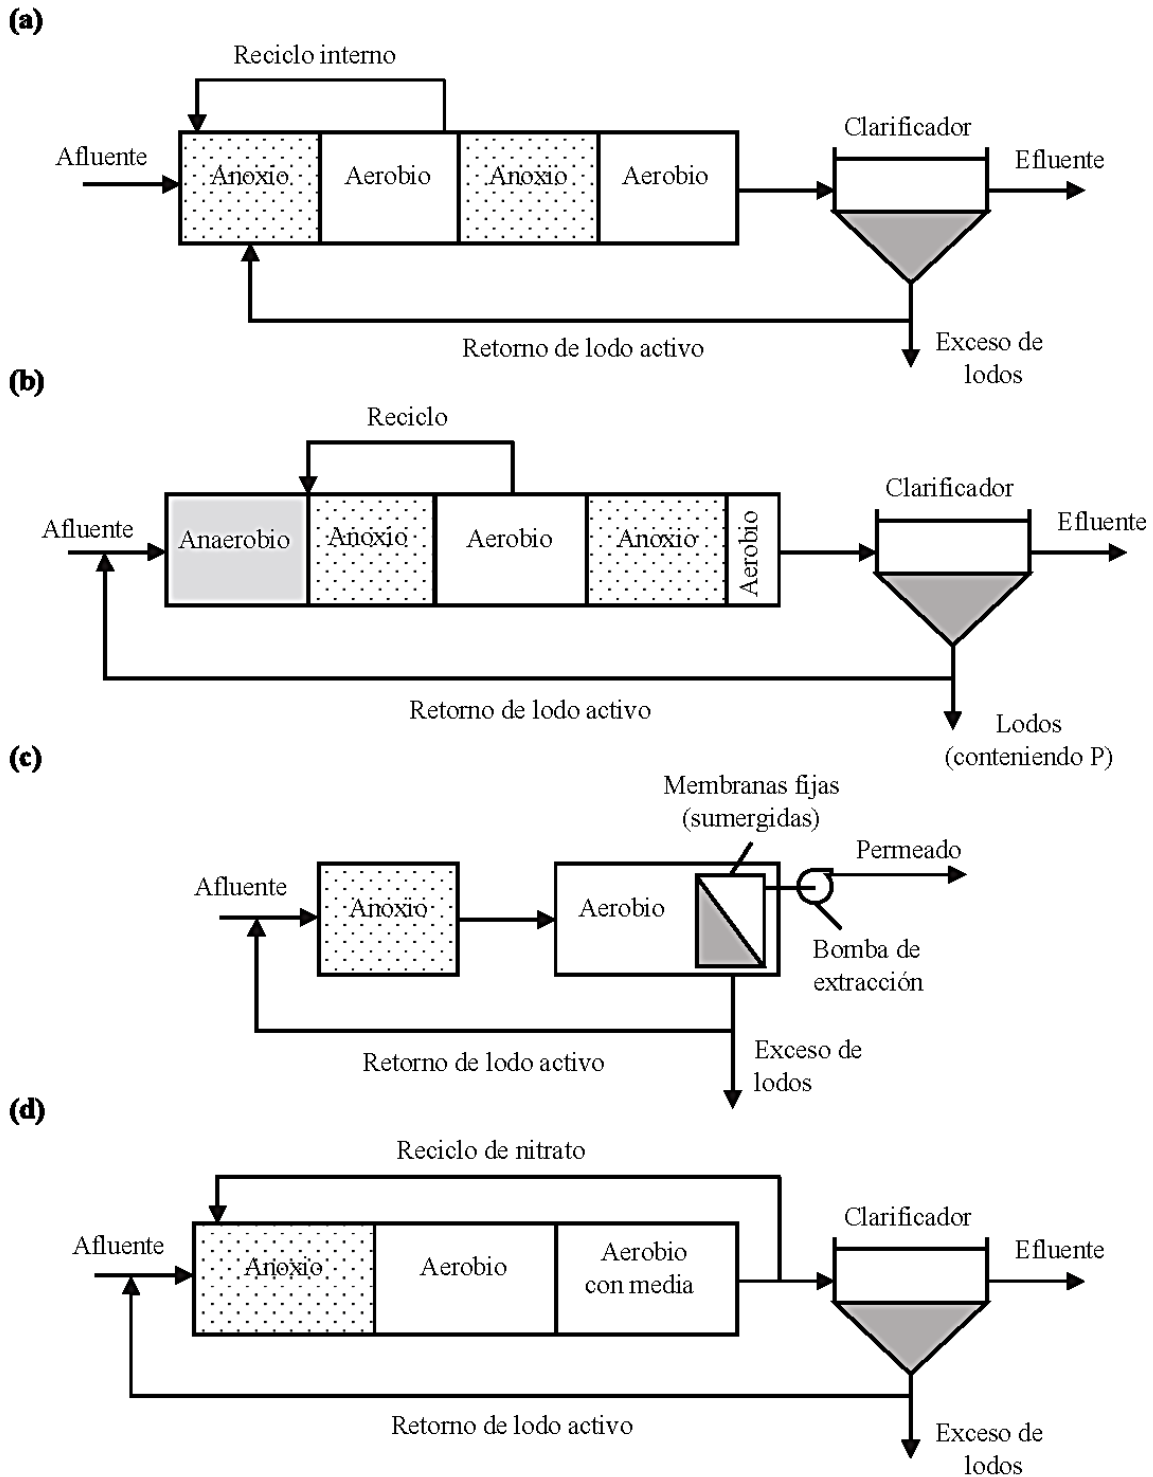 (a)
Reciclo interno
Clarificador
Afluente
Efluente
Anoxio
Aerobio
Anoxio
Aerobio
Retorno de lodo activo
Exceso de
lodos
(b)
Reciclo
Clarificador
Afluente
Efluente
Anaerobio
Anoxio
Aerobio
Anoxio
Aerobio
Retorno de lodo activo
Lodos
(conteniendo P)
(c)
Membranas fijas
(sumergidas)
Permeado
Afluente
Anoxio
Aerobio
Bomba de
extracción
Retorno de lodo activo
Exceso de
lodos
(d)
Reciclo de nitrato
Clarificador
Afluente
Efluente
Anoxio
Aerobio
Aerobio
con media
Retorno de lodo activo
Exceso de
lodos